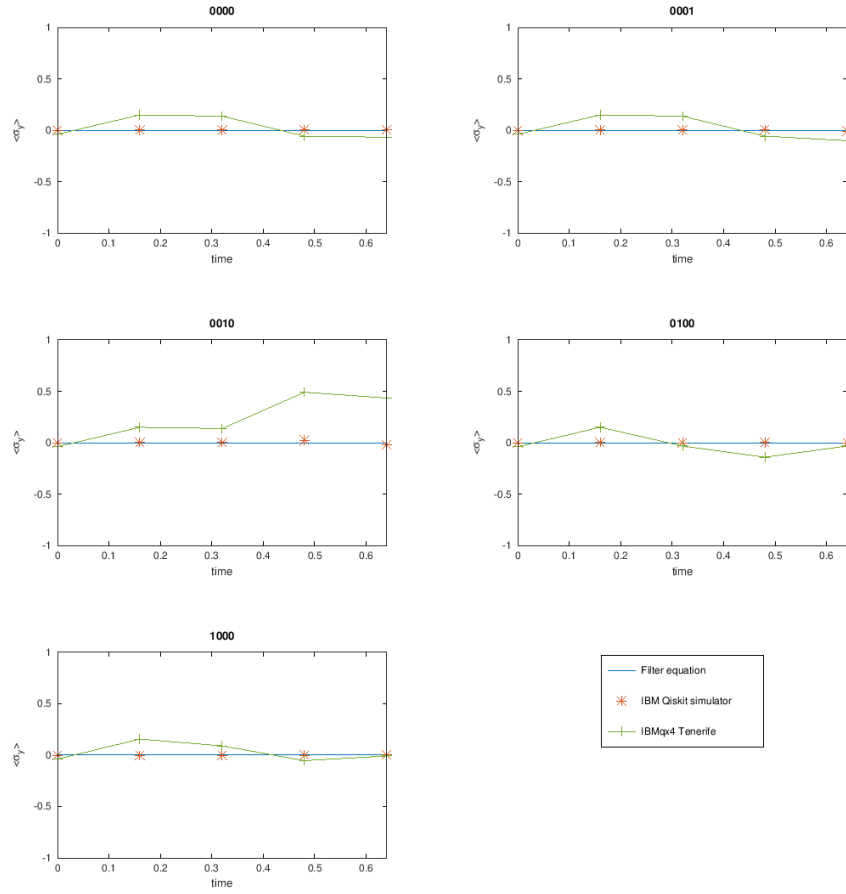 0000
1
0.5
0
-0.5
-1
<σy>
0 0.1 0.2 0.3 0.4 0.5 0.6
time
0001
1
0.5
0
-0.5
-1
<σy>
0 0.1 0.2 0.3 0.4 0.5 0.6
time
0010
1
0.5
0
-0.5
-1
<σy>
0 0.1 0.2 0.3 0.4 0.5 0.6
time
0100
1
0.5
0
-0.5
-1
<σy>
0 0.1 0.2 0.3 0.4 0.5 0.6
time
1000
1
0.5
0
-0.5
-1
<σy>
0 0.1 0.2 0.3 0.4 0.5 0.6
time
Filter equation
IBM Qiskit simulator
IBMqx4 Tenerife